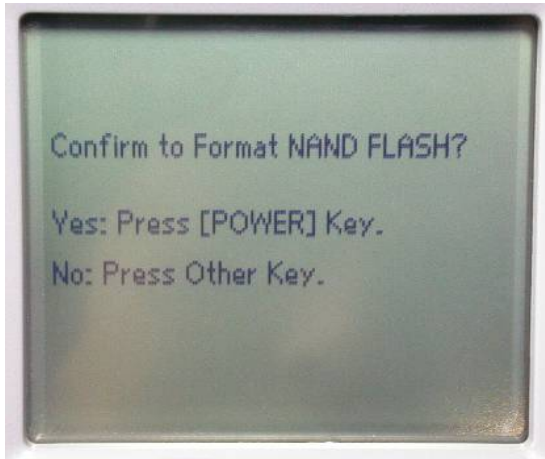 Confirm to Format NAND FLASH?
Yes: Press [POWER] Key.
No: Press Other Key.